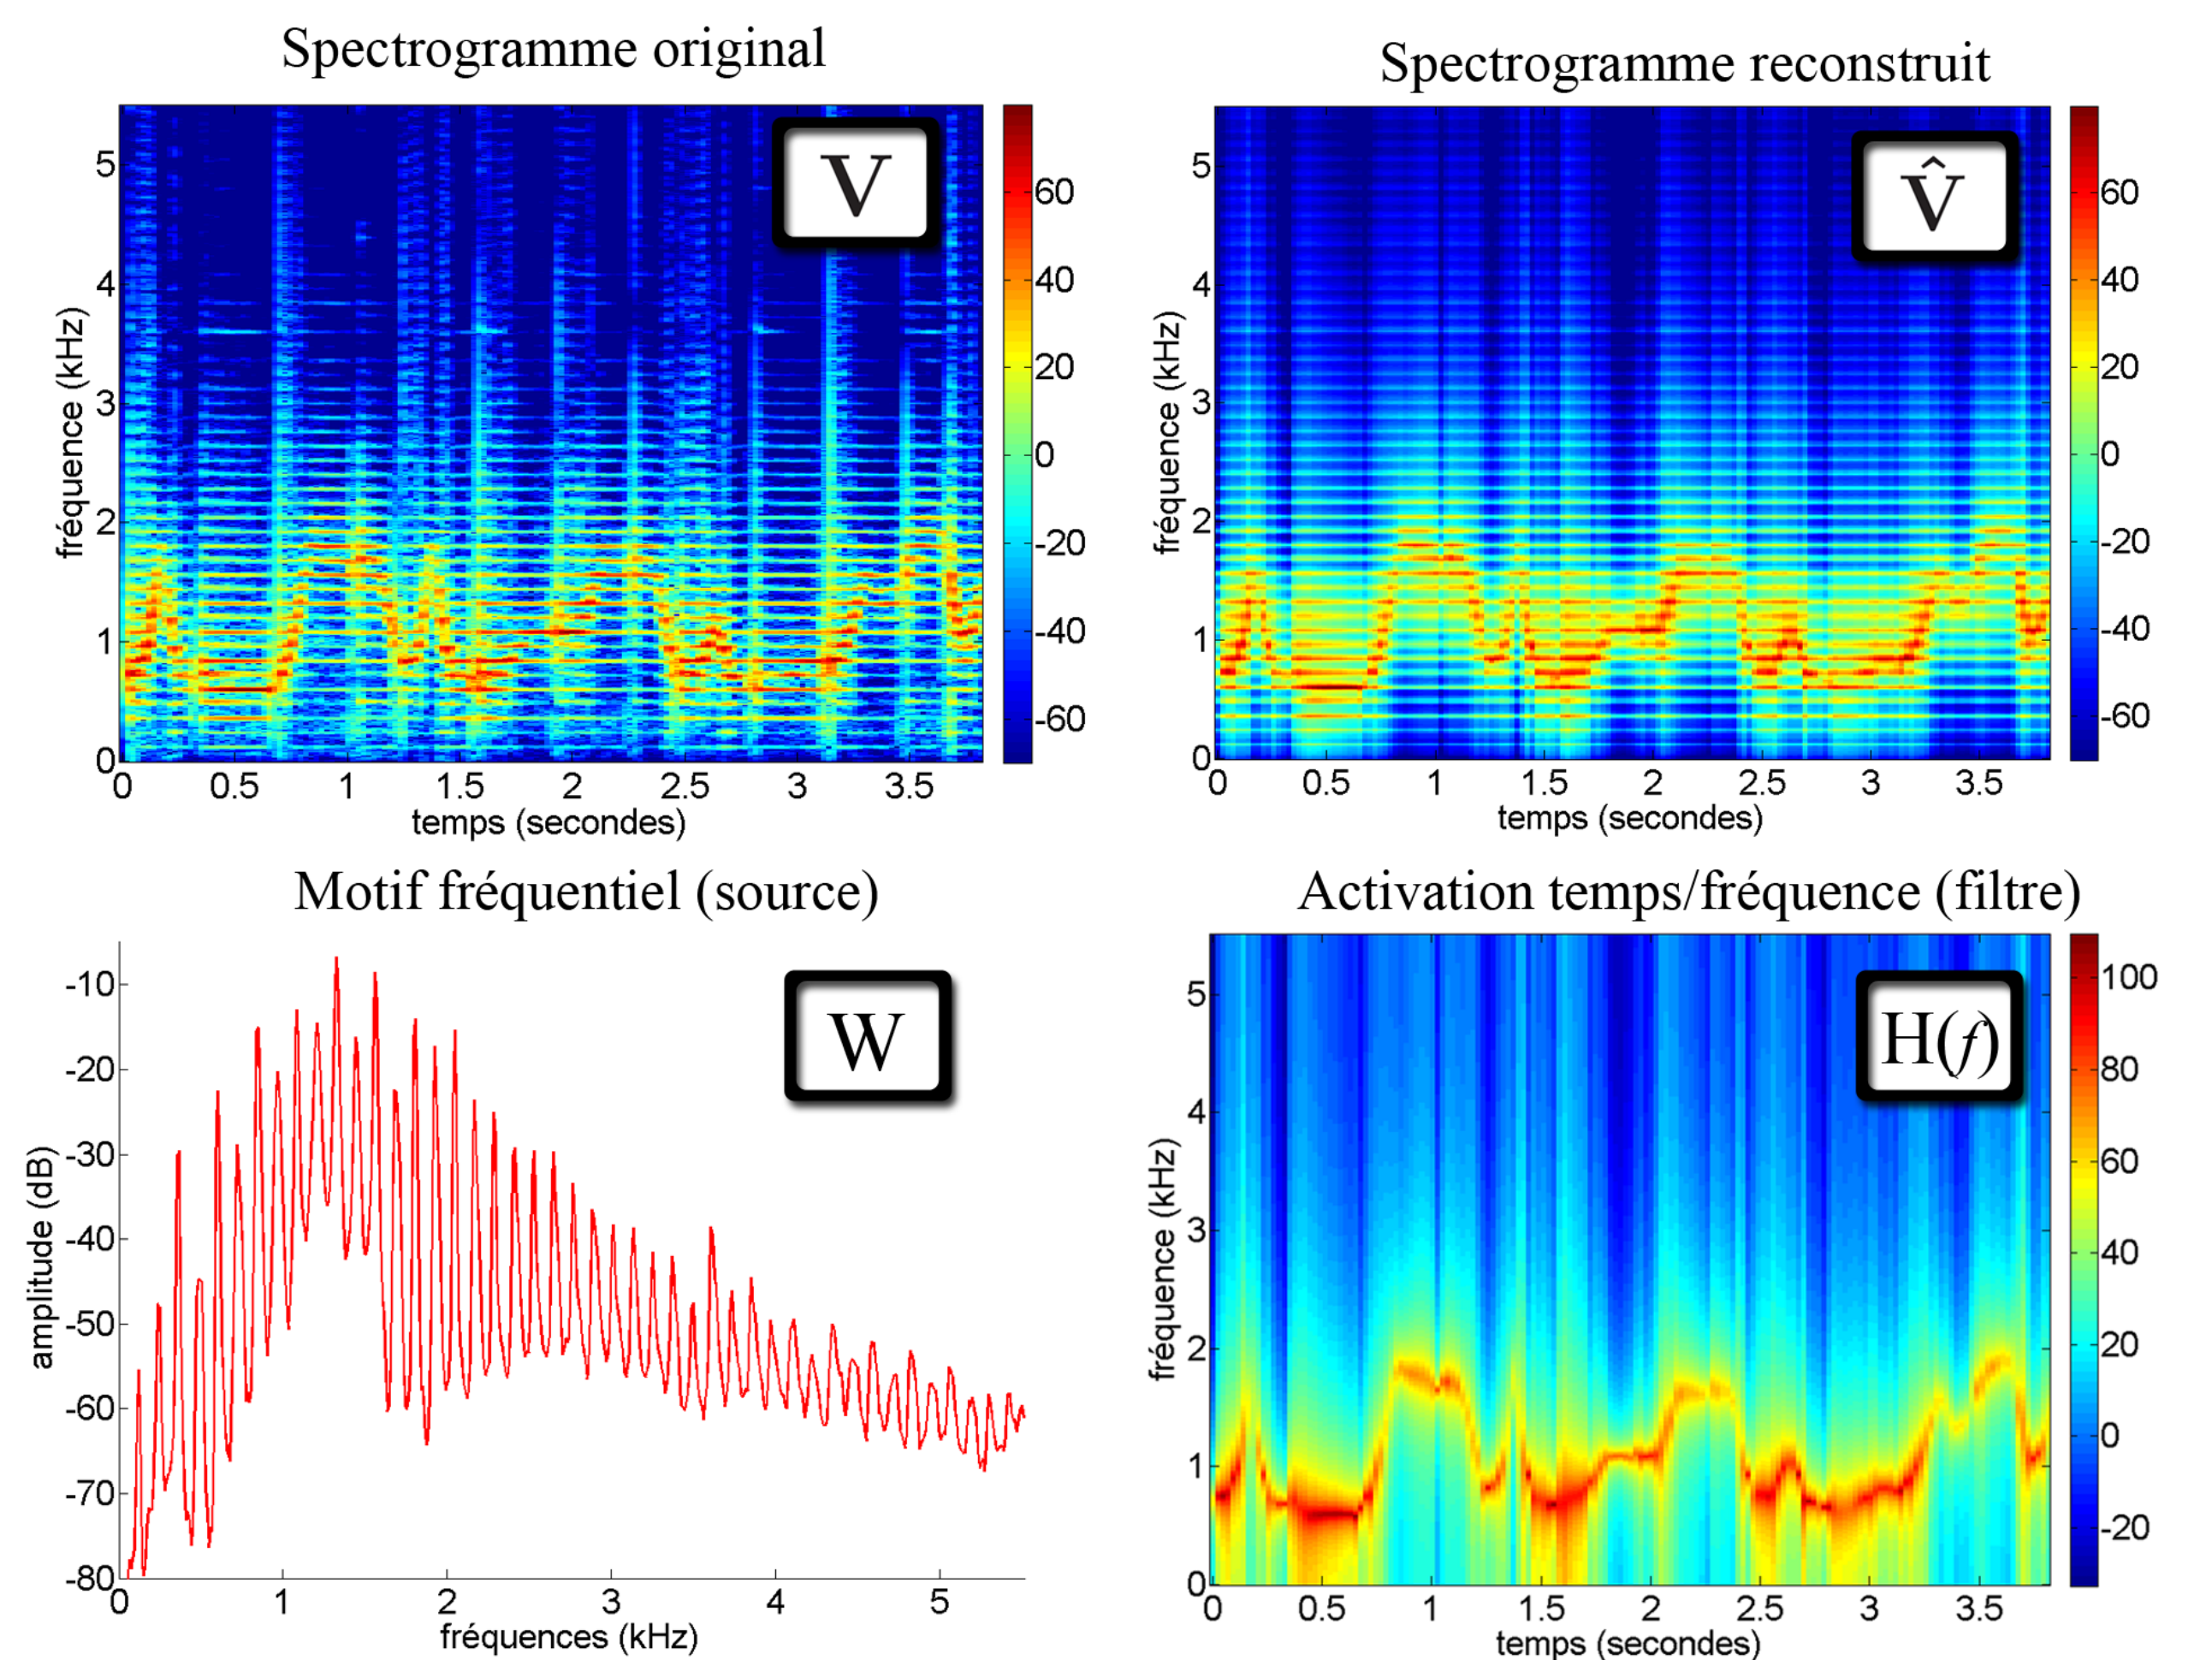 Spectrogramme original
V
fréquence (kHz)
5
4
3
2
1
0
0 0.5 1 1.5 2 2.5 3 3.5
temps (secondes)
60
40
20
0
-20
-40
-60
Spectrogramme reconstruit
V̂
fréquence (kHz)
5
4
3
2
1
0
0 0.5 1 1.5 2 2.5 3 3.5
temps (secondes)
60
40
20
0
-20
-40
-60
Motif fréquentiel (source)
W
amplitude (dB)
-10
-20
-30
-40
-50
-60
-70
-80
0 1 2 3 4 5
fréquences (kHz)
Activation temps/fréquence (filtre)
H(f)
fréquence (kHz)
5
4
3
2
1
0
0 0.5 1 1.5 2 2.5 3 3.5
temps (secondes)
100
80
60
40
20
0
-20